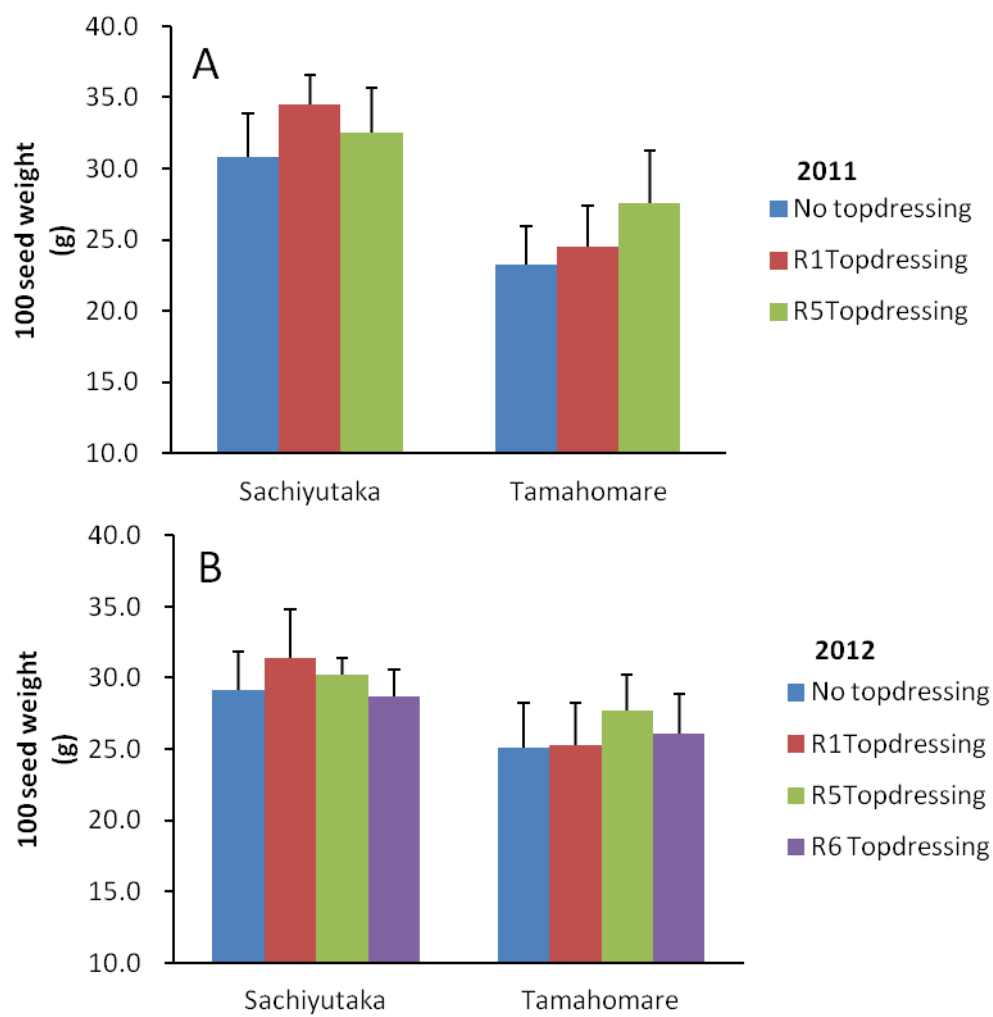 40.0
A
35.0
30.0
25.0
20.0
15.0
10.0
100 seed weight
(g)
Sachiyutaka
Tamahomare
2011
No topdressing
R1Topdressing
R5Topdressing
40.0
B
35.0
30.0
25.0
20.0
15.0
10.0
100 seed weight
(g)
Sachiyutaka
Tamahomare
2012
No topdressing
R1Topdressing
R5Topdressing
R6 Topdressing